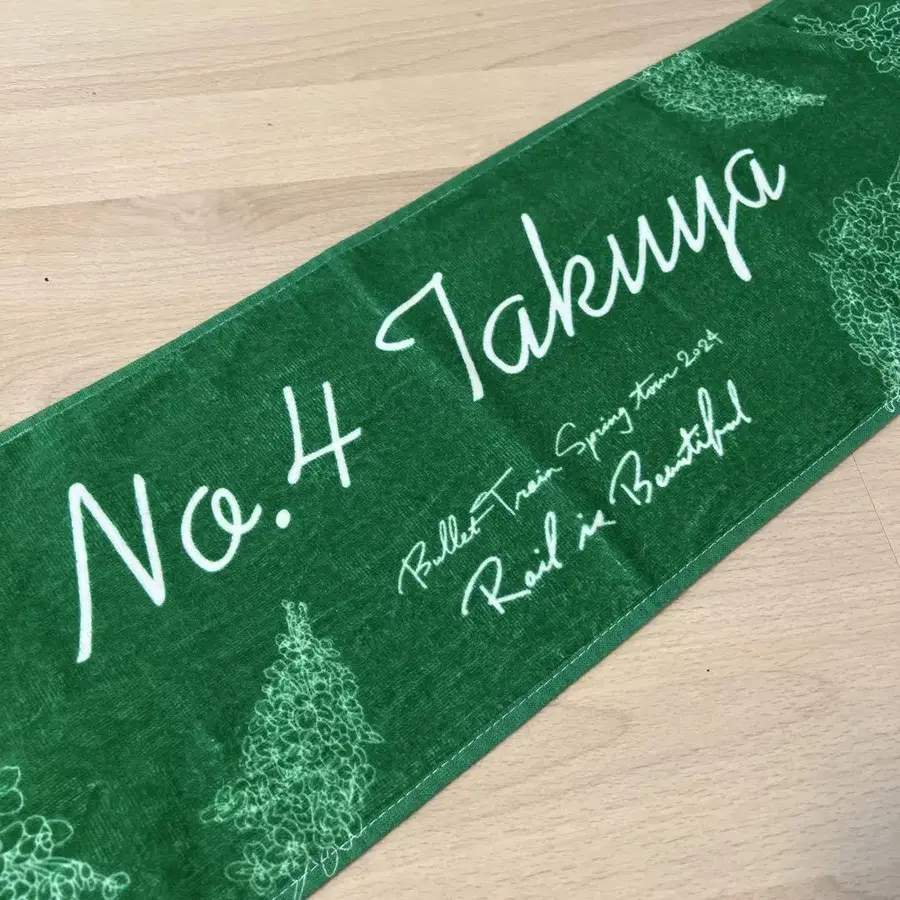 No.4 Takuya
Bullet Train Spring tour 2024
Rail is Beautiful